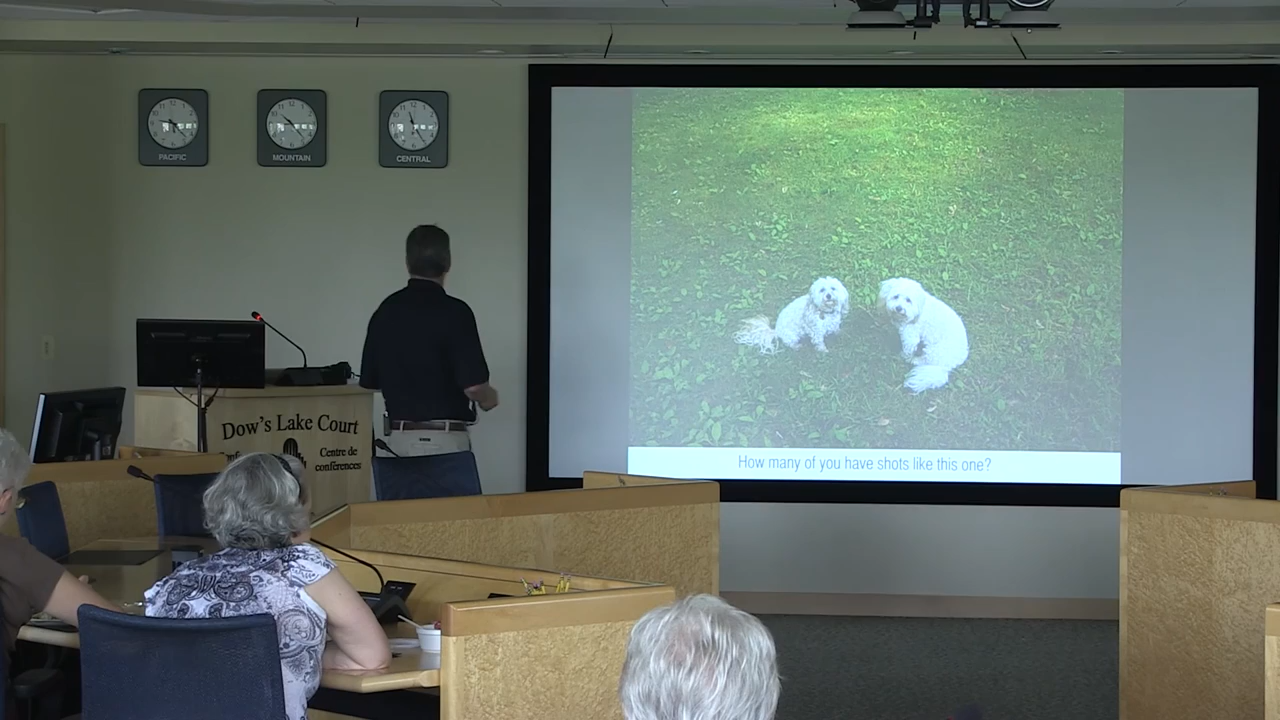 PACIFIC
MOUNTAIN
CENTRAL
Dow's Lake Court
Centre de
conférences
How many of you have shots like this one?